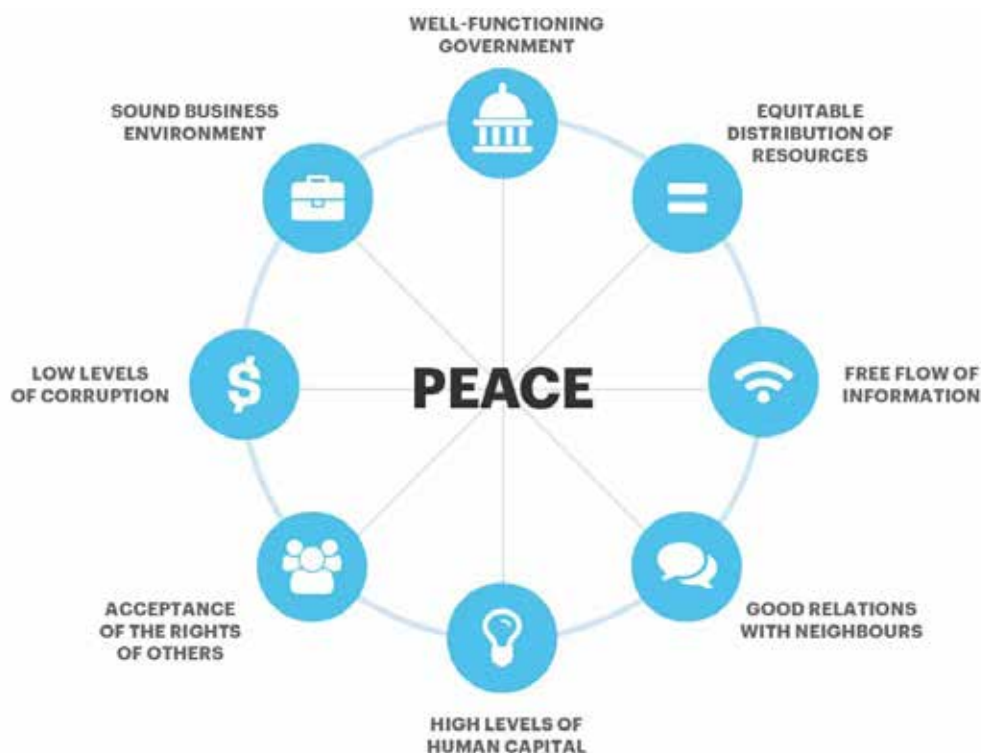 WELL-FUNCTIONING
GOVERNMENT
SOUND BUSINESS
ENVIRONMENT
EQUITABLE
DISTRIBUTION OF
RESOURCES
LOW LEVELS
OF CORRUPTION
PEACE
FREE FLOW OF
INFORMATION
ACCEPTANCE
OF THE RIGHTS
OF OTHERS
GOOD RELATIONS
WITH NEIGHBOURS
HIGH LEVELS OF
HUMAN CAPITAL